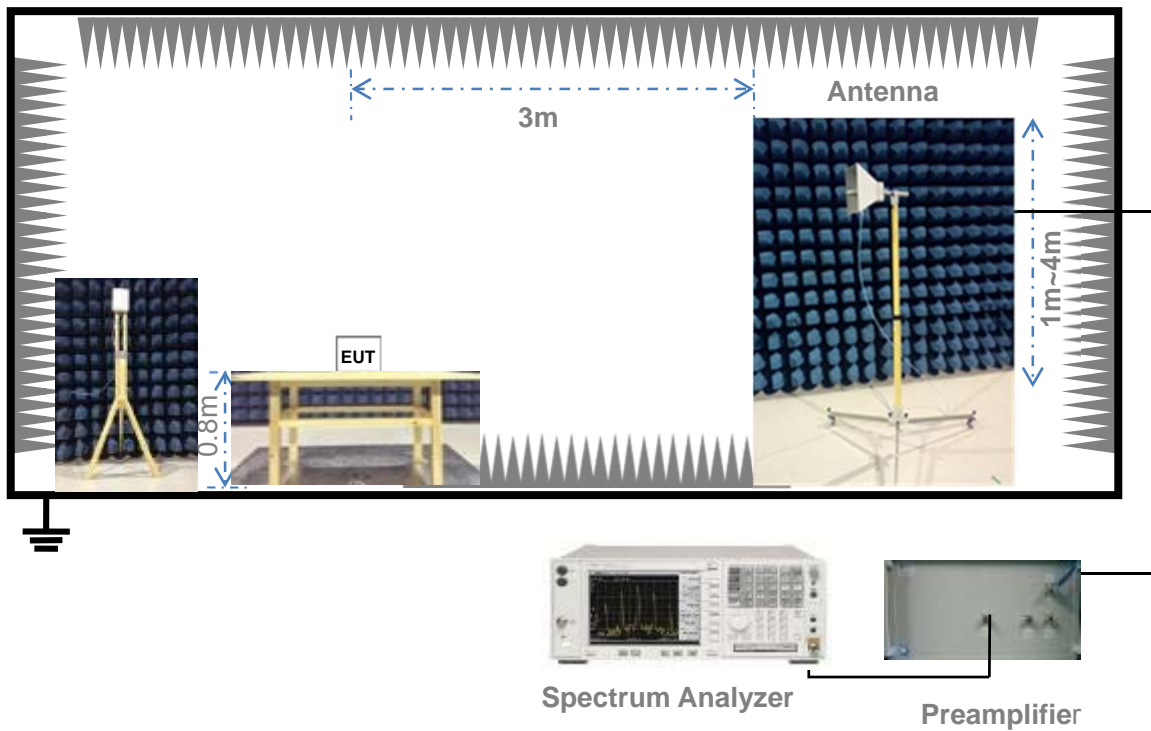 Antenna
3m
1m~4m
EUT
0.8m
Spectrum Analyzer
Preamplifier